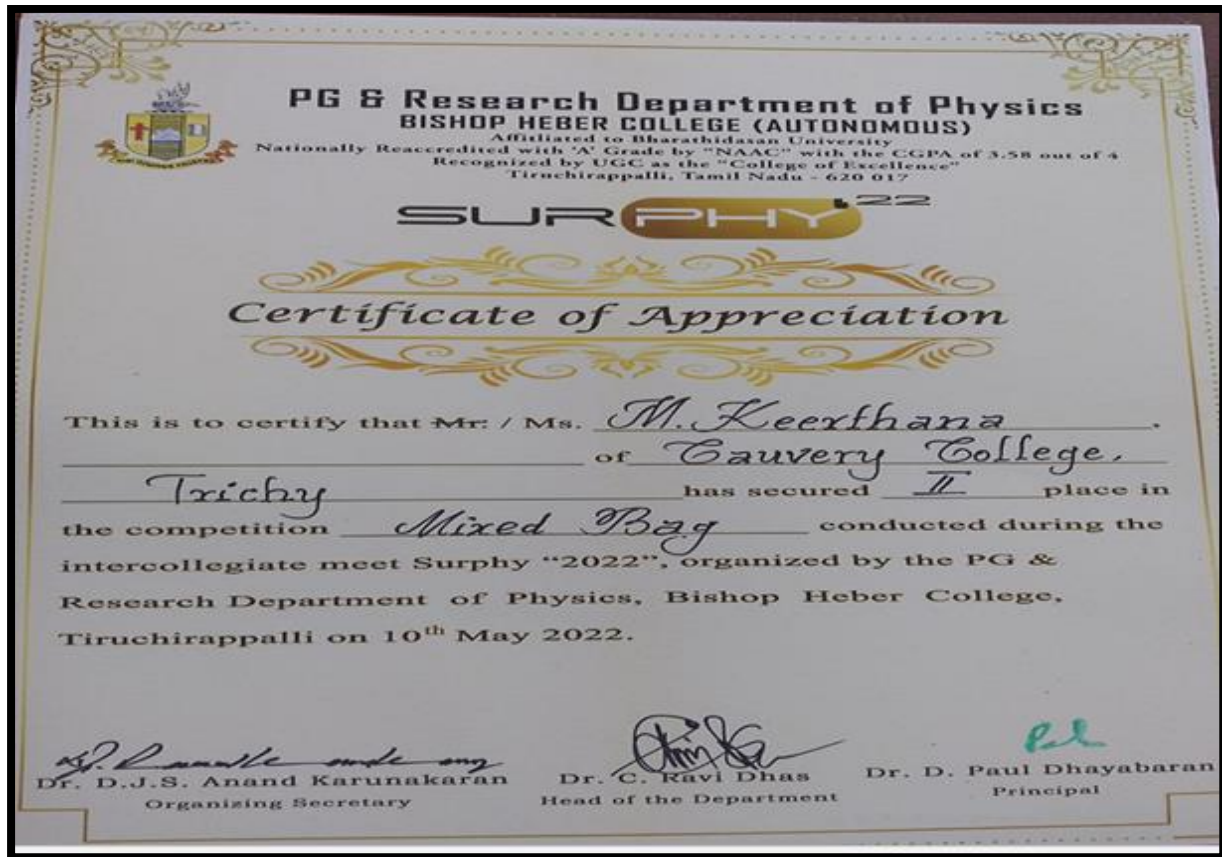 PG & Research Department of Physics
BISHOP HEBER COLLEGE (AUTONOMOUS)
Affiliated to Bharathidasan University
Nationally Reaccredited with 'A' Grade by "NAAC" with the CGPA of 3.58 out of 4
Recognized by UGC as the "College of Excellence"
Tiruchirappalli, Tamil Nadu - 620 017
SURPHY'22
Certificate of Appreciation
This is to certify that Mr. / Ms. M. Keerthana .
of Cauvery College,
Trichy has secured II place in
the competition Mixed Bag conducted during the
intercollegiate meet Surphy "2022", organized by the PG &
Research Department of Physics, Bishop Heber College,
Tiruchirappalli on 10th May 2022.
Dr. D.J.S. Anand Karunakaran Dr. C. Ravi Dhas Dr. D. Paul Dhayabaran
Organizing Secretary Head of the Department Principal